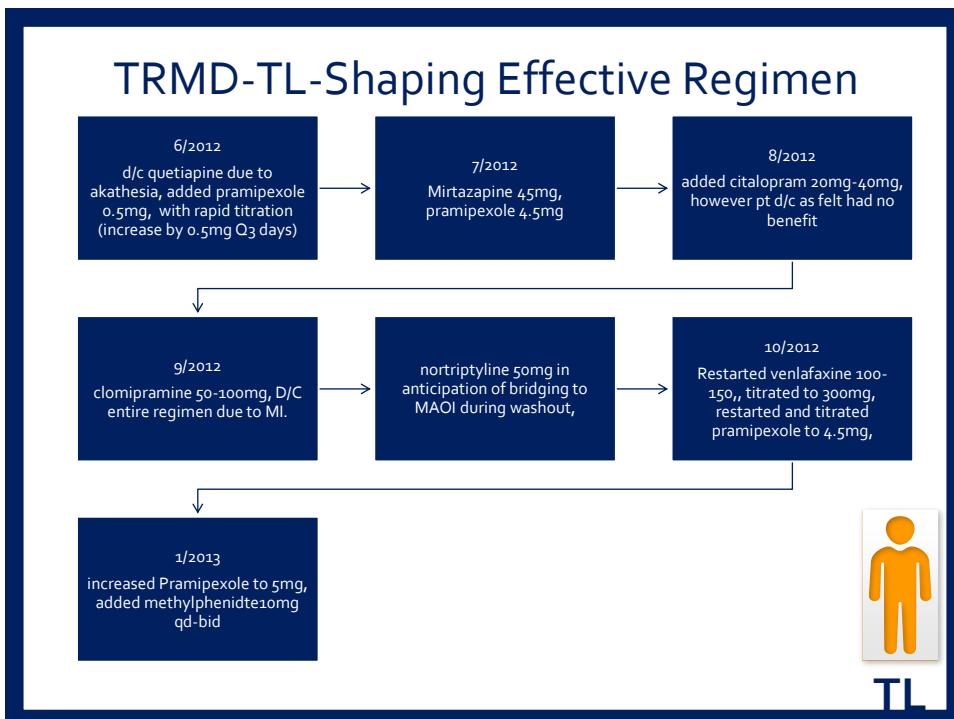 TRMD-TL-Shaping Effective Regimen
6/2012
d/c quetiapine due to
akathesia, added pramipexole
0.5mg, with rapid titration
(increase by 0.5mg Q3 days)
7/2012
Mirtazapine 45mg,
pramipexole 4.5mg
8/2012
added citalopram 20mg-40mg,
however pt d/c as felt had no
benefit
9/2012
clomipramine 50-100mg, D/C
entire regimen due to MI.
nortriptyline 50mg in
anticipation of bridging to
MAOI during washout,
10/2012
Restarted venlafaxine 100-
150,, titrated to 300mg,
restarted and titrated
pramipexole to 4.5mg,
1/2013
increased Pramipexole to 5mg,
added methylphenidte10mg
qd-bid
TL